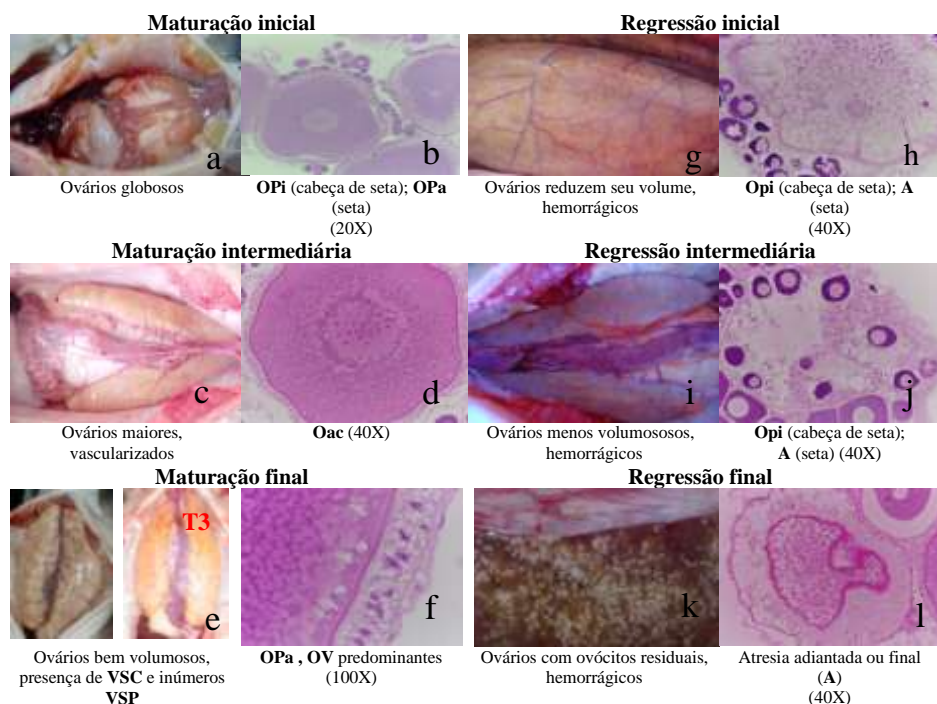 Maturação inicial
Regressão inicial
a
b
g
h
Ovários globosos
OPi (cabeça de seta); OPa
(seta)
(20X)
Ovários reduzem seu volume,
hemorrágicos
Opi (cabeça de seta); A
(seta)
(40X)
Maturação intermediária
Regressão intermediária
c
d
i
j
Ovários maiores,
vascularizados
Oac (40X)
Ovários menos volumososos,
hemorrágicos
Opi (cabeça de seta);
A (seta) (40X)
Maturação final
Regressão final
T3
e
f
k
l
Ovários bem volumosos,
presença de VSC e inúmeros
VSP
OPa , OV predominantes
(100X)
Ovários com ovócitos residuais,
hemorrágicos
Atresia adiantada ou final
(A)
(40X)